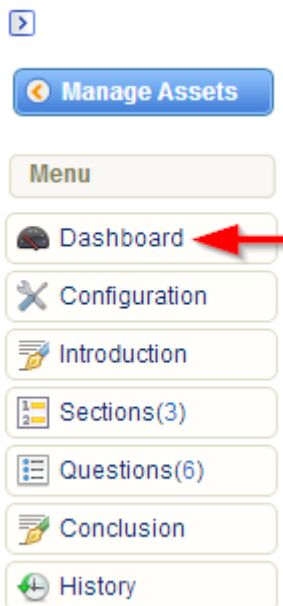 Manage Assets
Menu
Dashboard
Configuration
Introduction
Sections(3)
Questions(6)
Conclusion
History